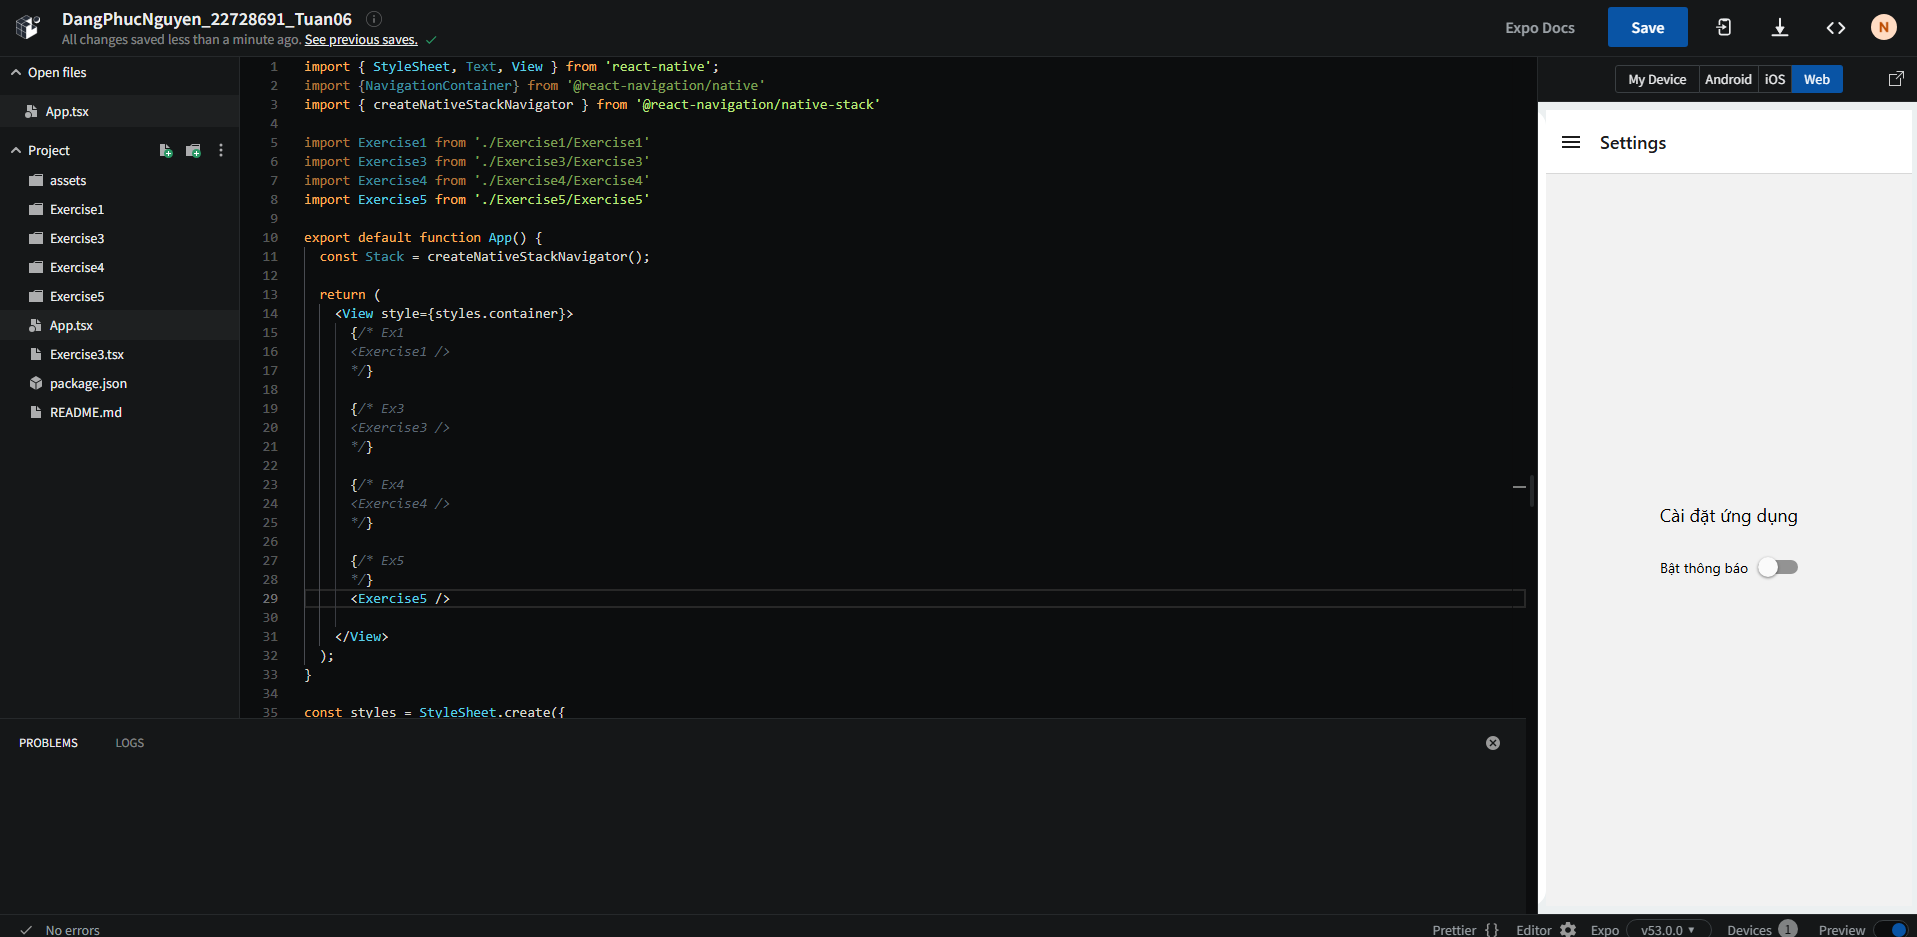 DangPhucNguyen_22728691_Tuan06
All changes saved less than a minute ago. See previous saves.
Expo Docs
Save
N
Open files
App.tsx
Project
assets
Exercise1
Exercise3
Exercise4
Exercise5
App.tsx
Exercise3.tsx
package.json
README.md
1 import { StyleSheet, Text, View } from 'react-native';
2 import {NavigationContainer} from '@react-navigation/native'
3 import { createNativeStackNavigator } from '@react-navigation/native-stack'
4
5 import Exercise1 from './Exercise1/Exercise1'
6 import Exercise3 from './Exercise3/Exercise3'
7 import Exercise4 from './Exercise4/Exercise4'
8 import Exercise5 from './Exercise5/Exercise5'
9
10 export default function App() {
11 const Stack = createNativeStackNavigator();
12
13 return (
14 <View style={styles.container}>
15 {/* Ex1
16 <Exercise1 />
17 */}
18
19 {/* Ex3
20 <Exercise3 />
21 */}
22
23 {/* Ex4
24 <Exercise4 />
25 */}
26
27 {/* Ex5
28 */}
29 <Exercise5 />
30
31 </View>
32 );
33 }
34
35 const styles = StyleSheet.create({
My Device Android iOS Web
Settings
Cài đặt ứng dụng
Bật thông báo
PROBLEMS LOGS
No errors
Prettier {} Editor Expo v53.0.0 Devices 1 Preview